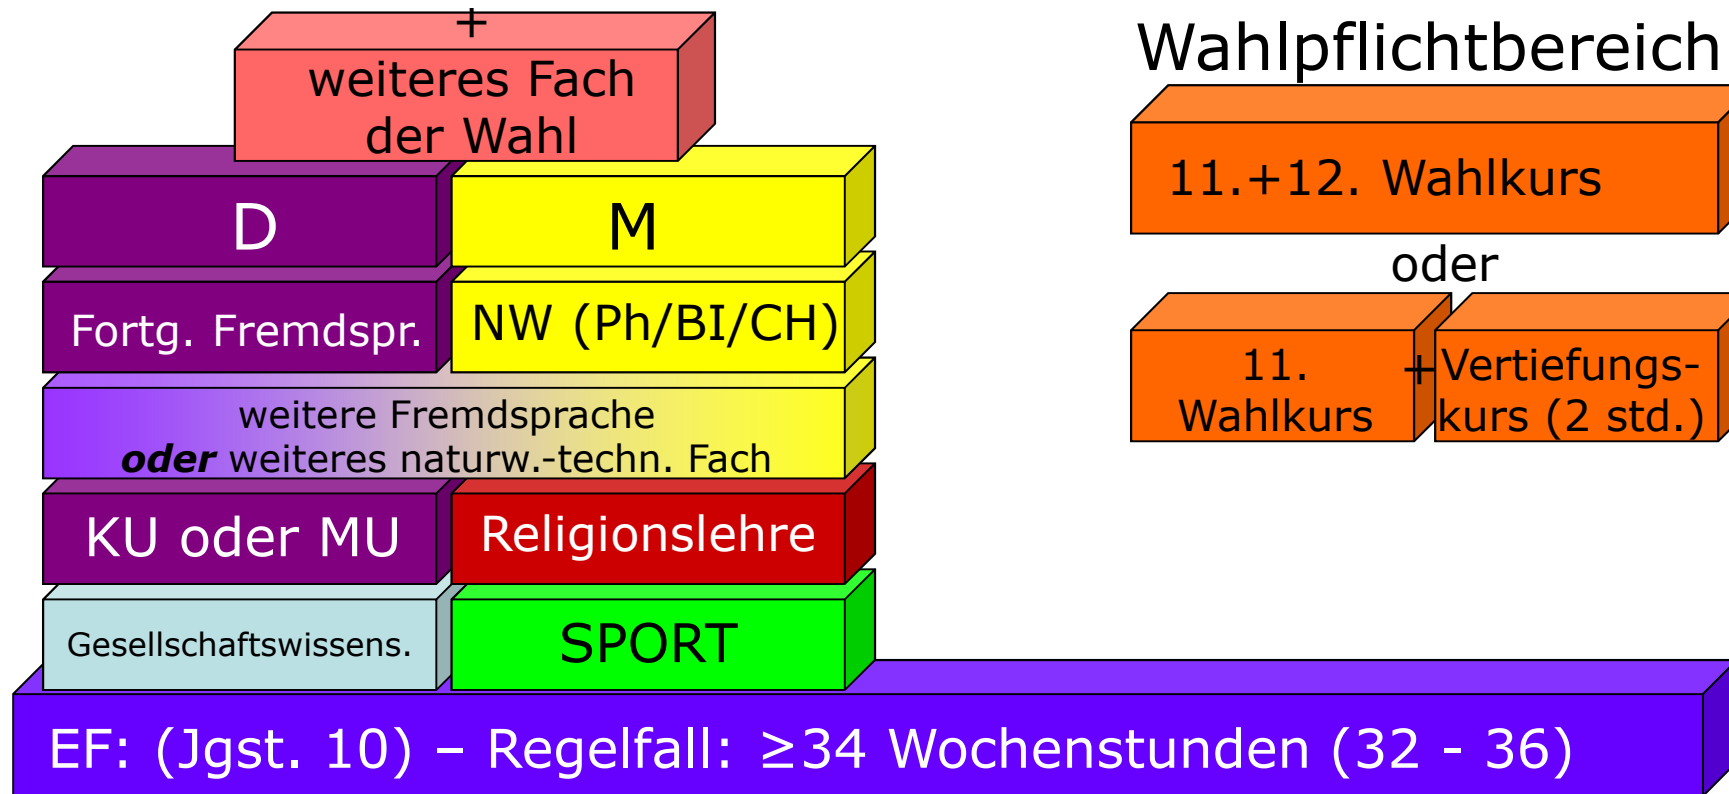 +
weiteres Fach
der Wahl
D
M
Fortg. Fremdspr.
NW (Ph/BI/CH)
weitere Fremdsprache
oder weiteres naturw.-techn. Fach
KU oder MU
Religionslehre
Gesellschaftswissens.
SPORT
Wahlpflichtbereich
11.+12. Wahlkurs
oder
11.
Wahlkurs
+
Vertiefungs-
kurs (2 std.)
EF: (Jgst. 10) – Regelfall: ≥34 Wochenstunden (32 - 36)